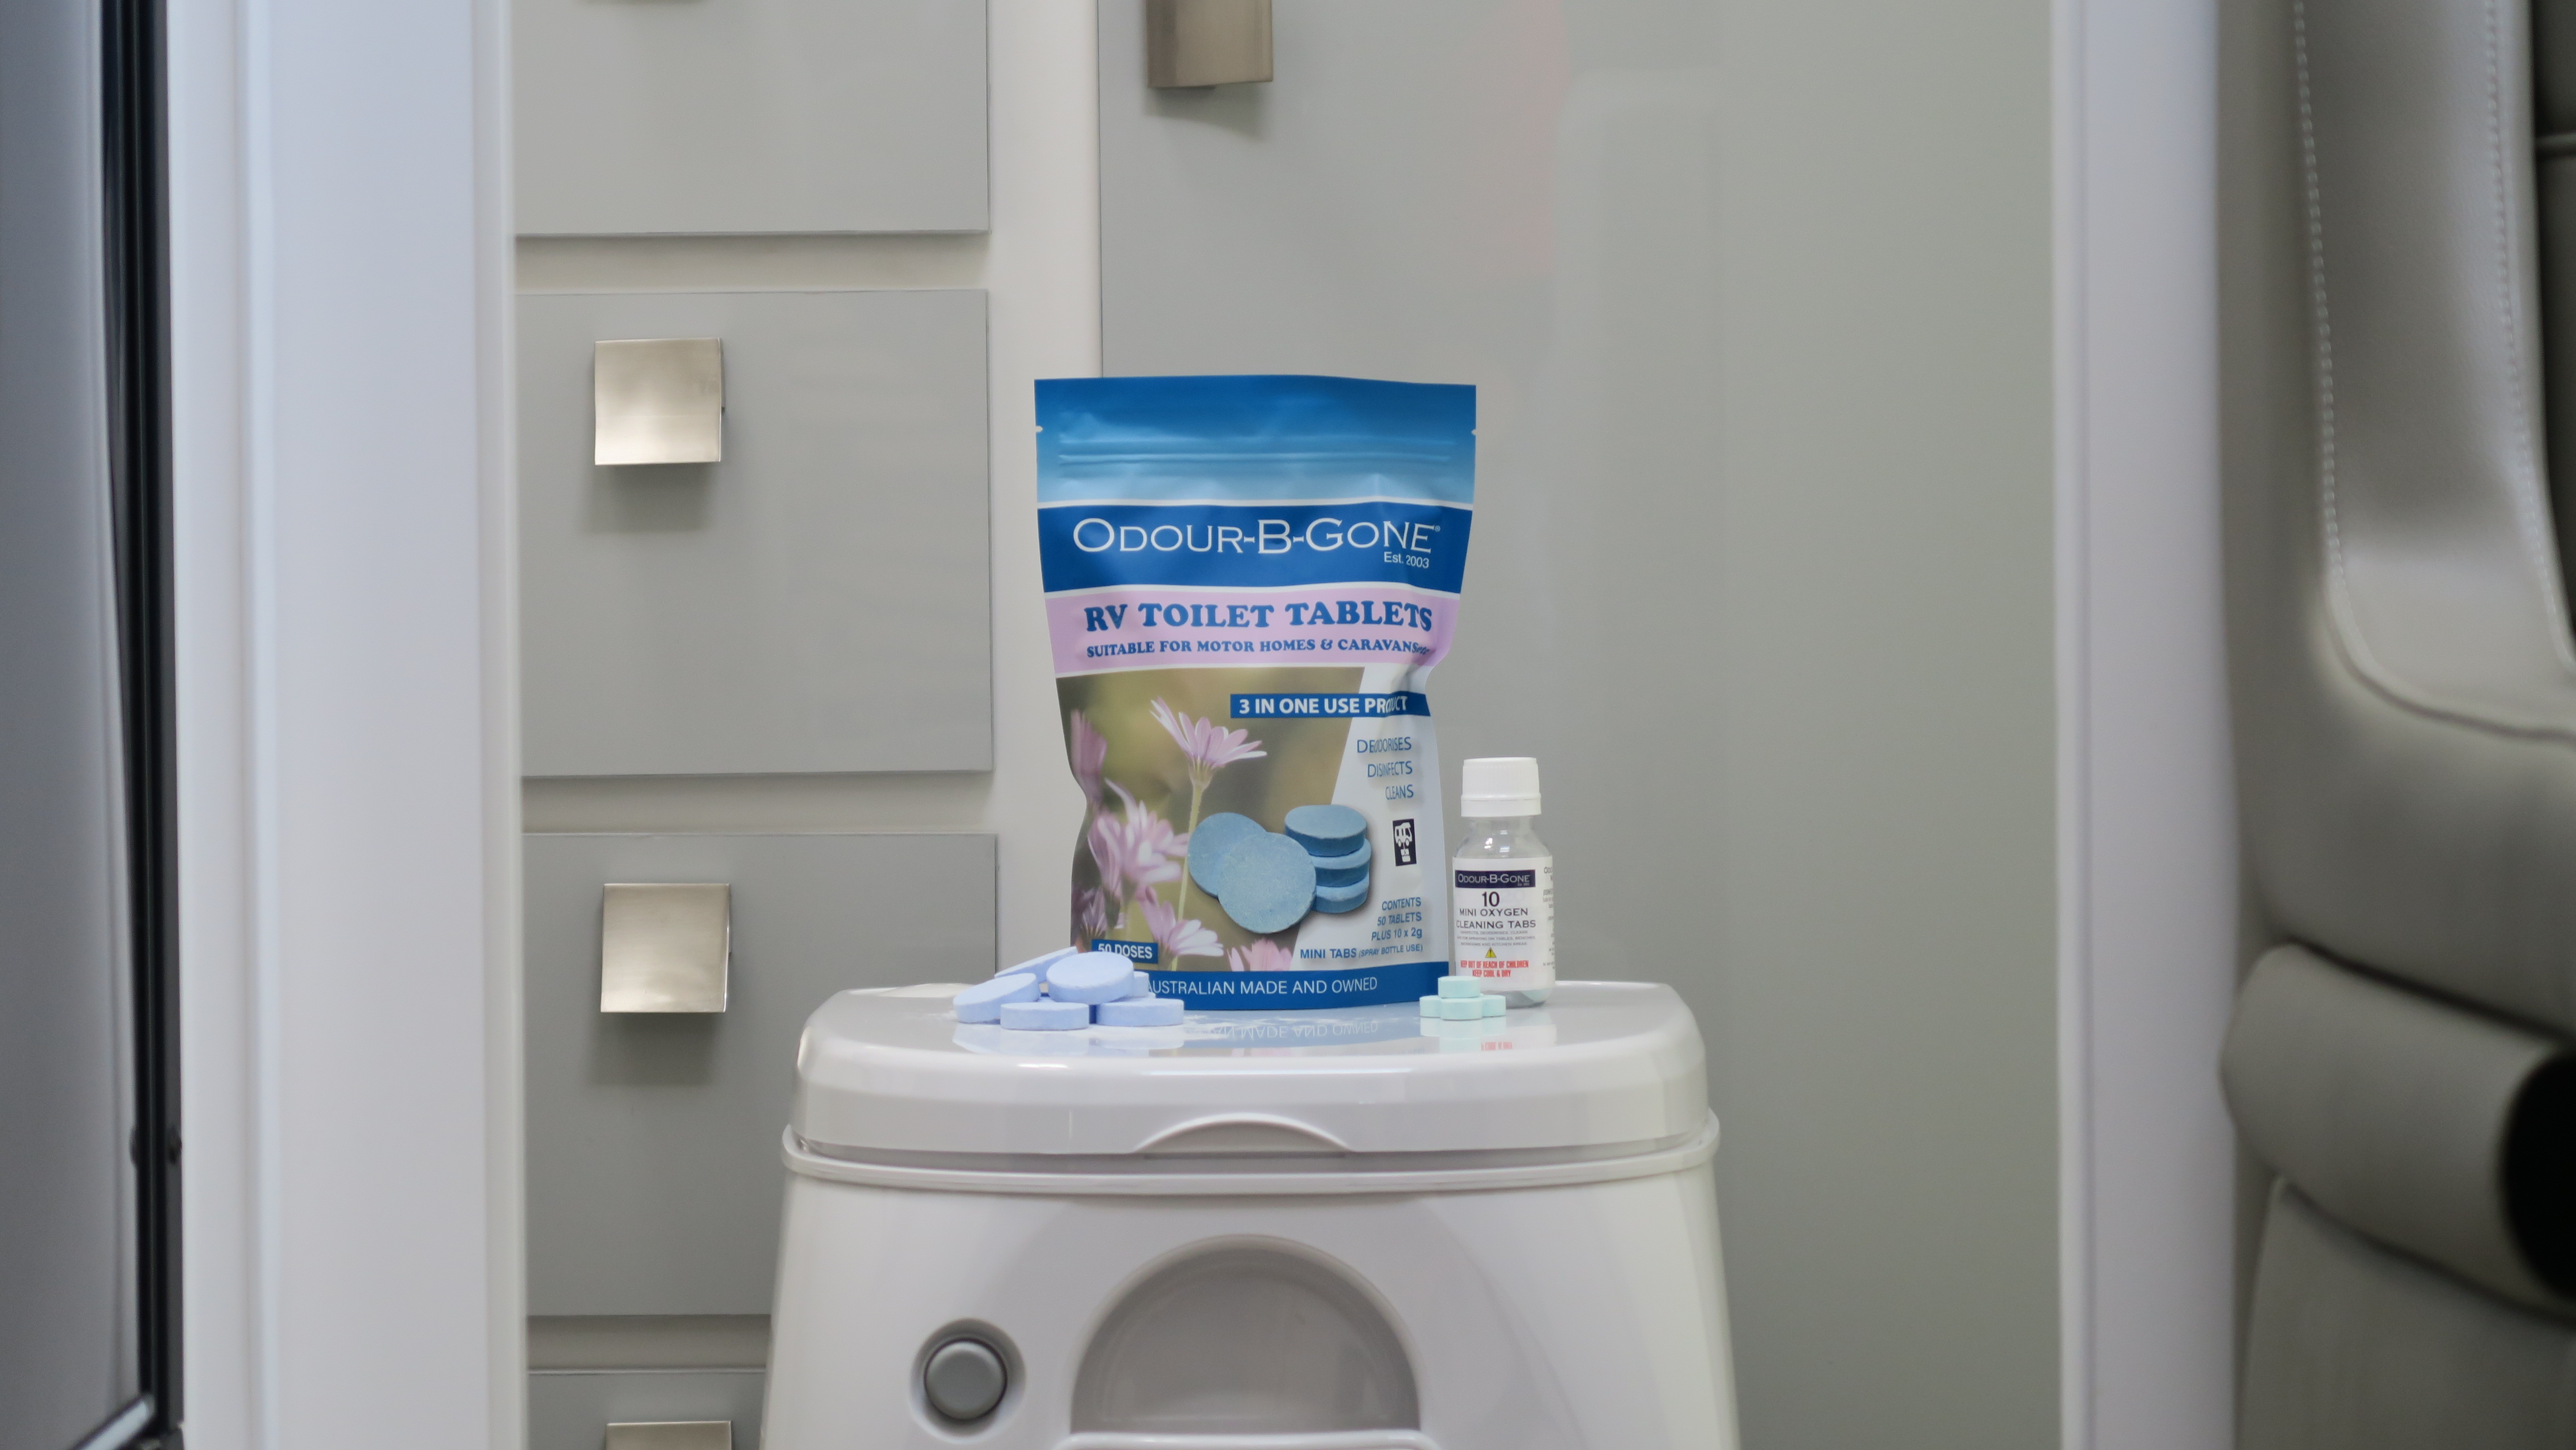 ODOUR-B-GONE®
Est. 2003
RV TOILET TABLETS
SUITABLE FOR MOTOR HOMES & CARAVANS etc
3 IN ONE USE PRODUCT
DEODORISES
DISINFECTS
CLEANS
CONTENTS
50 TABLETS
PLUS 10 x 2g
MINI TABS (SPRAY BOTTLE USE)
50 DOSES
AUSTRALIAN MADE AND OWNED
ODOUR-B-GONE
10
MINI OXYGEN
CLEANING TABS
KEEP OUT OF REACH OF CHILDREN
KEEP COOL & DRY